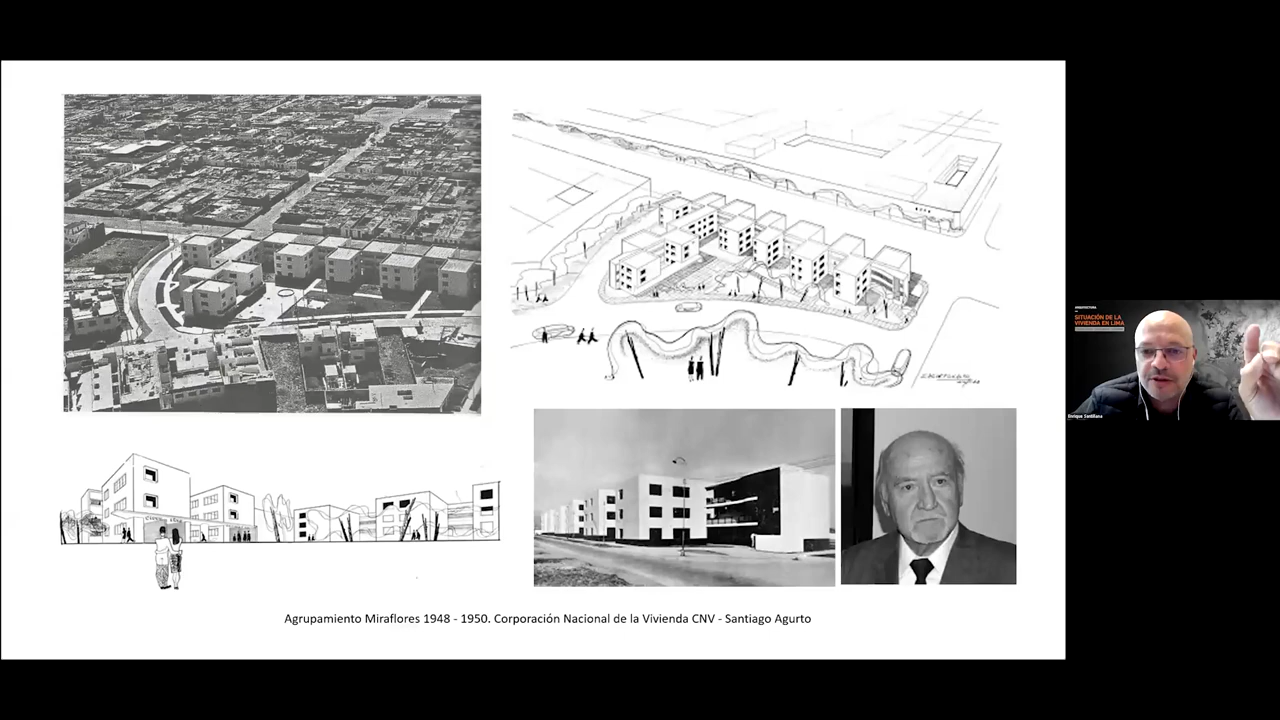 Agrupamiento Miraflores 1948 - 1950. Corporación Nacional de la Vivienda CNV - Santiago Agurto
ARQUITECTURA
SITUACIÓN DE LA
VIVIENDA EN LIMA
Enrique Santillana